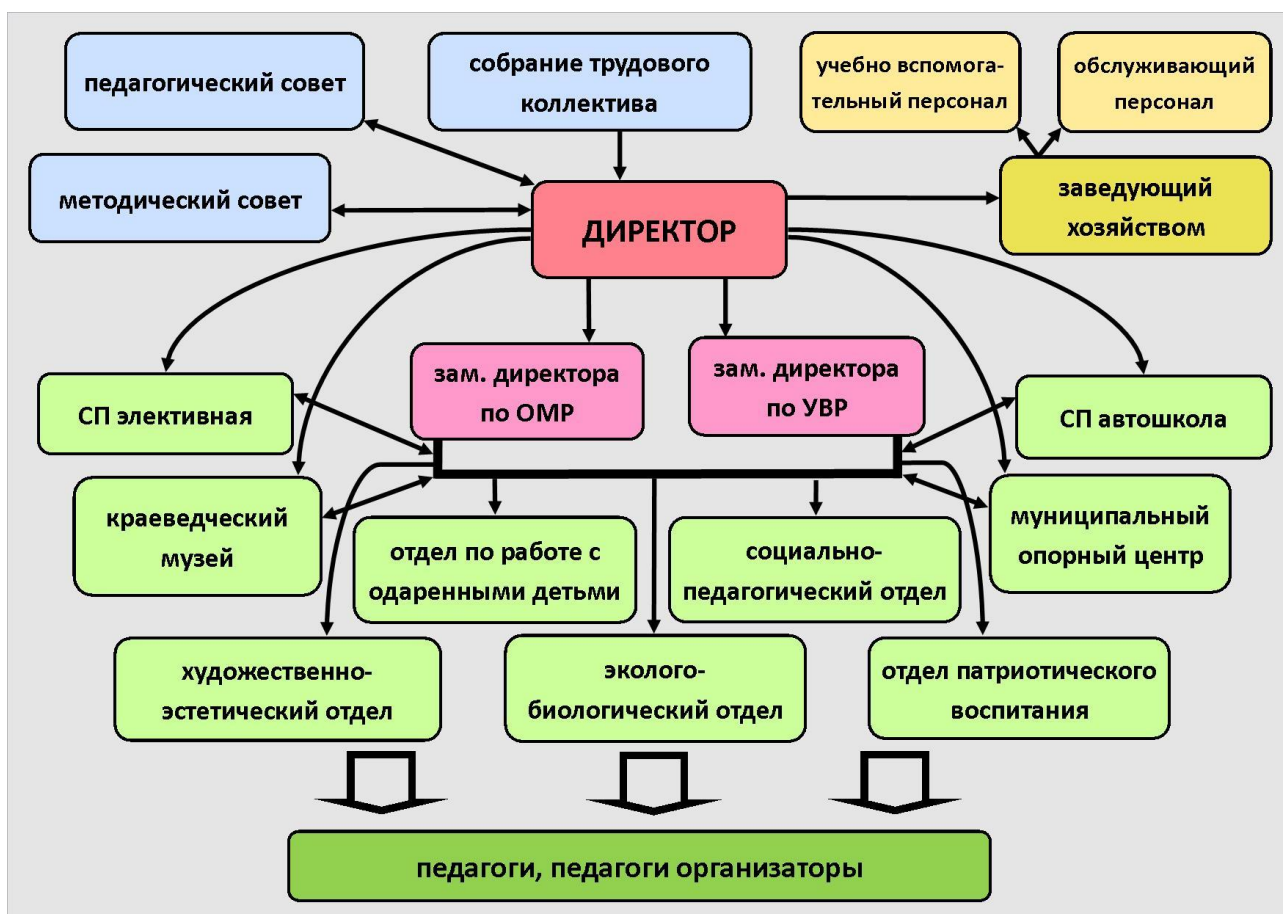 педагогический совет
собрание трудового
коллектива
учебно вспомога-
тельный персонал
обслуживающий
персонал
методический совет
ДИРЕКТОР
заведующий
хозяйством
зам. директора
по ОМР
зам. директора
по УВР
СП элективная
СП автошкола
краеведческий
музей
отдел по работе с
одаренными детьми
социально-
педагогический отдел
муниципальный
опорный центр
художественно-
эстетический отдел
эколого-
биологический отдел
отдел патриотического
воспитания
педагоги, педагоги организаторы